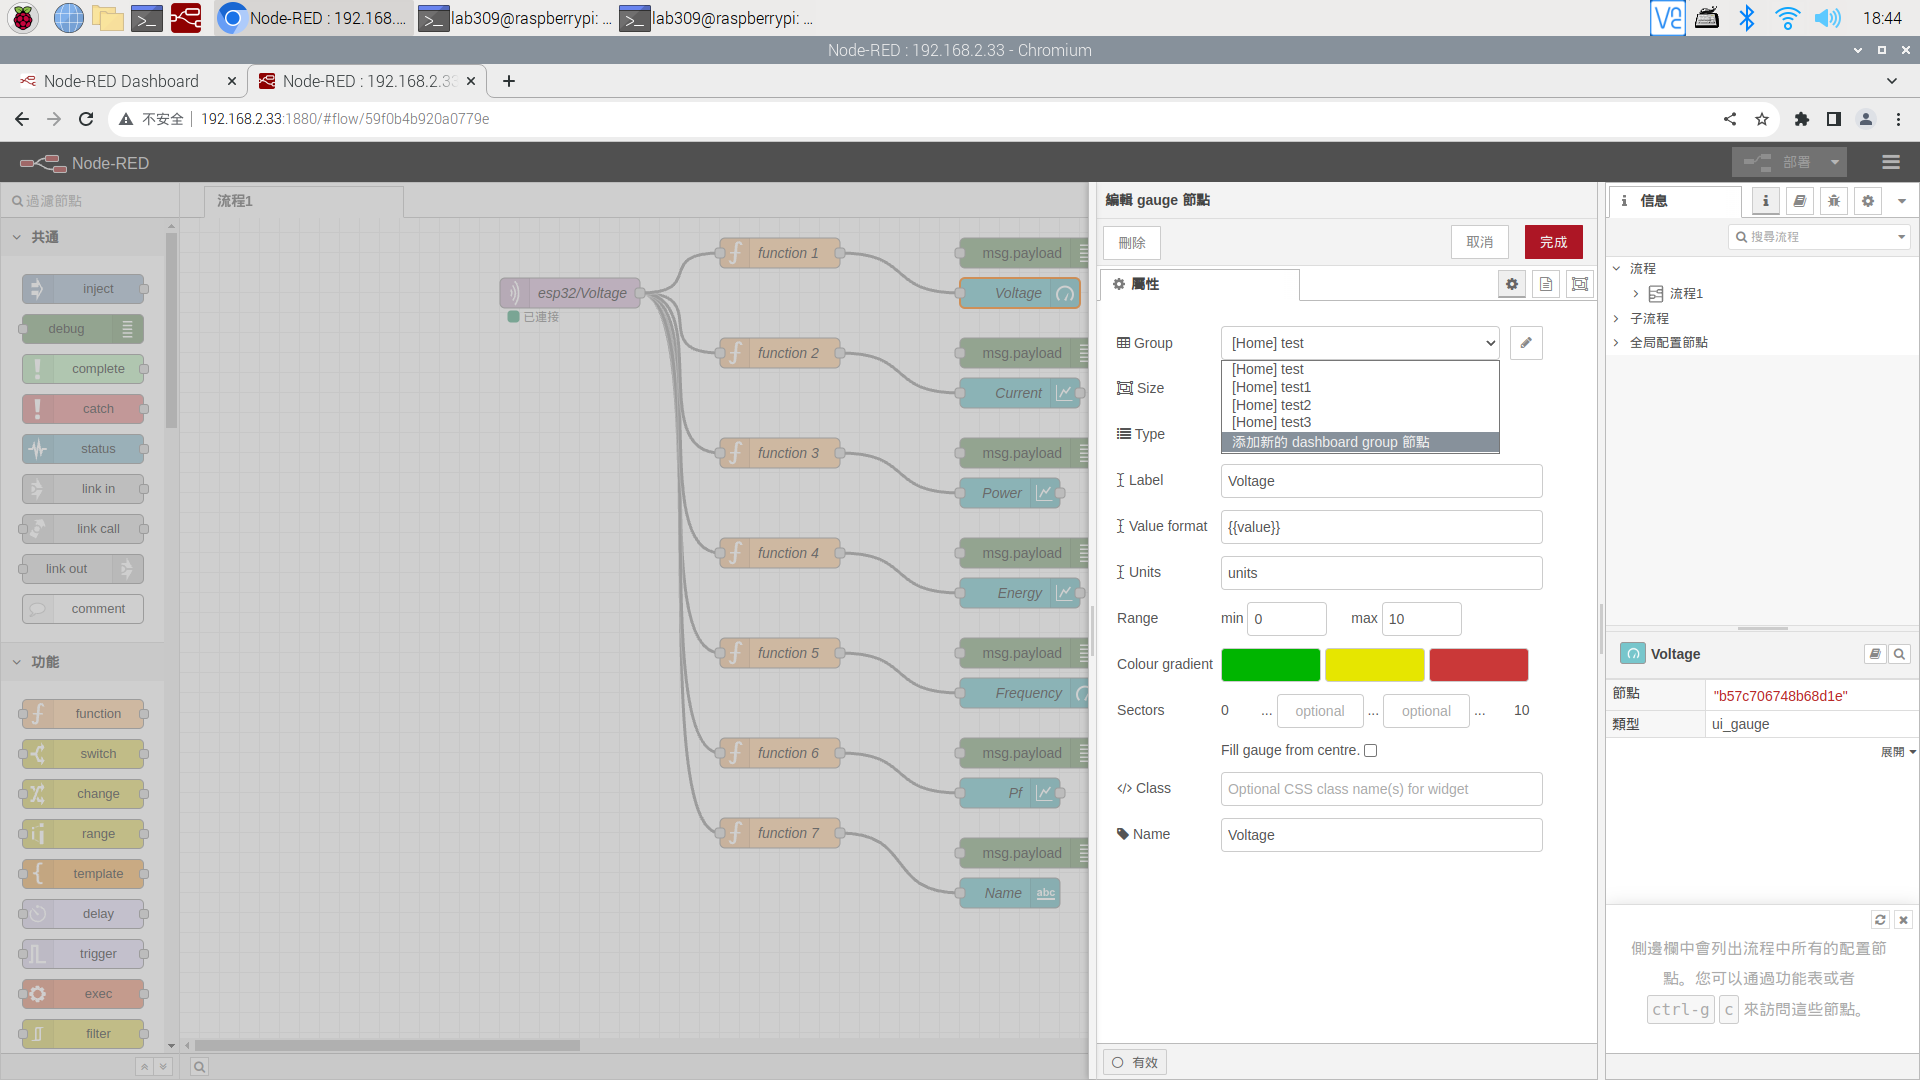 Node-RED : 192.168....
lab309@raspberrypi: ...
lab309@raspberrypi: ...
18:44
Node-RED : 192.168.2.33 - Chromium
Node-RED Dashboard
Node-RED : 192.168.2.33
不安全
192.168.2.33:1880/#flow/59f0b4b920a0779e
Node-RED
部署
過濾節點
共通
inject
debug
complete
catch
status
link in
link call
link out
comment
功能
function
switch
change
range
template
delay
trigger
exec
filter
流程1
esp32/Voltage
已連接
function 1
msg.payload
Voltage
function 2
msg.payload
Current
function 3
msg.payload
Power
function 4
msg.payload
Energy
function 5
msg.payload
Frequency
function 6
msg.payload
Pf
function 7
msg.payload
Name
abc
編輯 gauge 節點
刪除
取消
完成
屬性
Group
[Home] test
[Home] test
[Home] test1
[Home] test2
[Home] test3
添加新的 dashboard group 節點
Size
Type
Label
Voltage
Value format
{{value}}
Units
units
Range
min
0
max
10
Colour gradient
Sectors
0
...
optional
...
optional
...
10
Fill gauge from centre.
Class
Optional CSS class name(s) for widget
Name
Voltage
有效
信息
搜尋流程
流程
流程1
子流程
全局配置節點
Voltage
節點
"b57c706748b68d1e"
類型
ui_gauge
展開
側邊欄中會列出流程中所有的配置節
點。您可以通過功能表或者
ctrl-g c 來訪問這些節點。